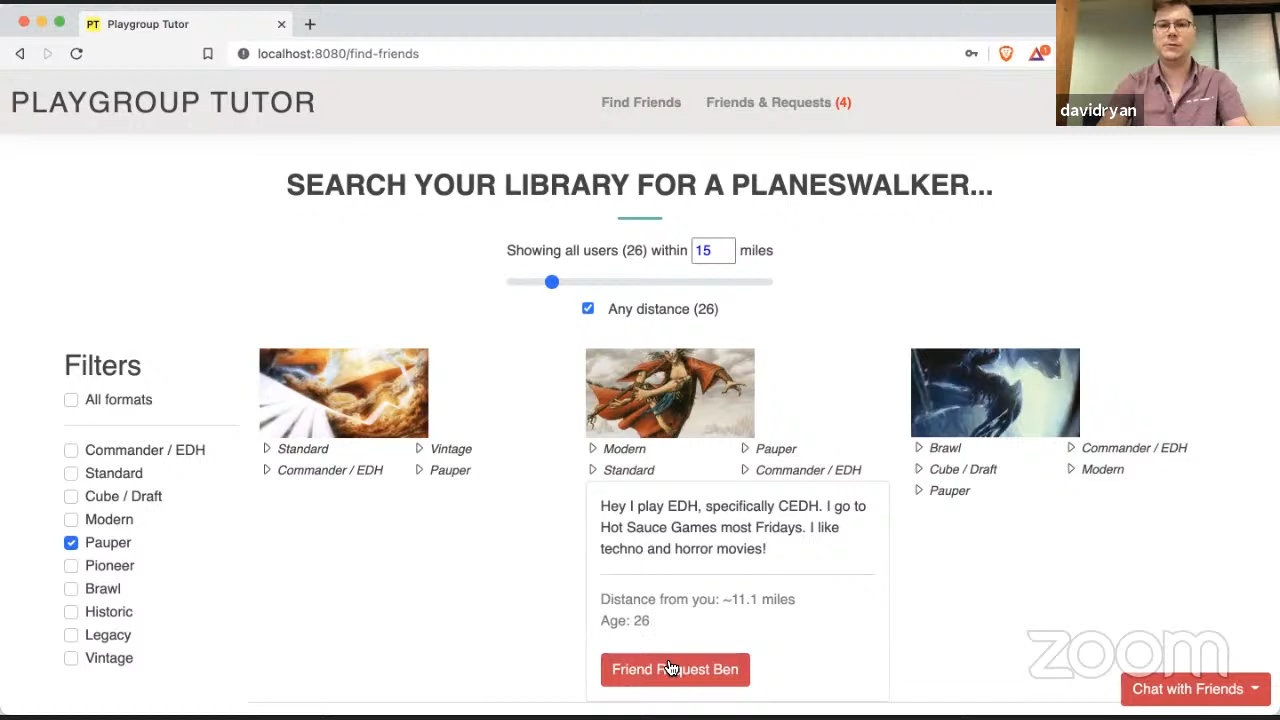 PT Playgroup Tutor
localhost:8080/find-friends
1
PLAYGROUP TUTOR
Find Friends
Friends & Requests (4)
davidryan
SEARCH YOUR LIBRARY FOR A PLANESWALKER...
Showing all users (26) within 15 miles
Any distance (26)
Filters
All formats
Commander / EDH
Standard
Cube / Draft
Modern
Pauper
Pioneer
Brawl
Historic
Legacy
Vintage
Standard
Vintage
Commander / EDH
Pauper
Modern
Pauper
Standard
Commander / EDH
Hey I play EDH, specifically CEDH. I go to
Hot Sauce Games most Fridays. I like
techno and horror movies!
Distance from you: ~11.1 miles
Age: 26
Friend Request Ben
Brawl
Commander / EDH
Cube / Draft
Modern
Pauper
zoom
Chat with Friends